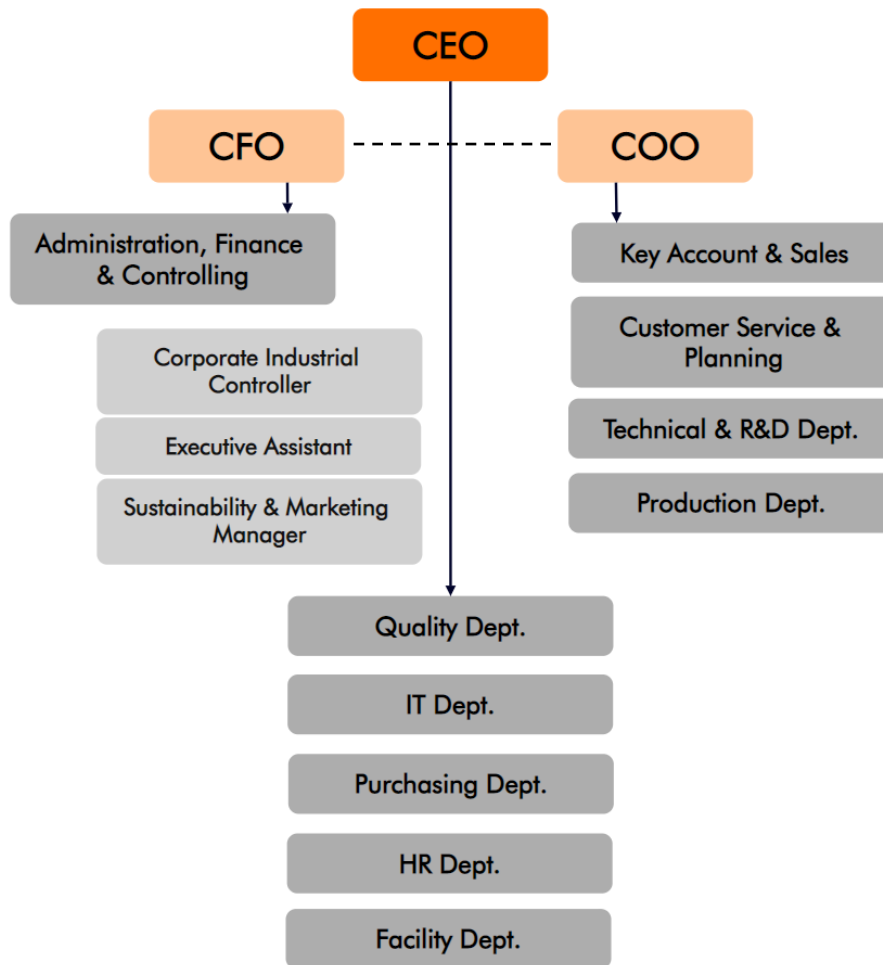 CEO
CFO
COO
Administration, Finance
& Controlling
Key Account & Sales
Customer Service &
Planning
Corporate Industrial
Controller
Executive Assistant
Technical & R&D Dept.
Sustainability & Marketing
Manager
Production Dept.
Quality Dept.
IT Dept.
Purchasing Dept.
HR Dept.
Facility Dept.